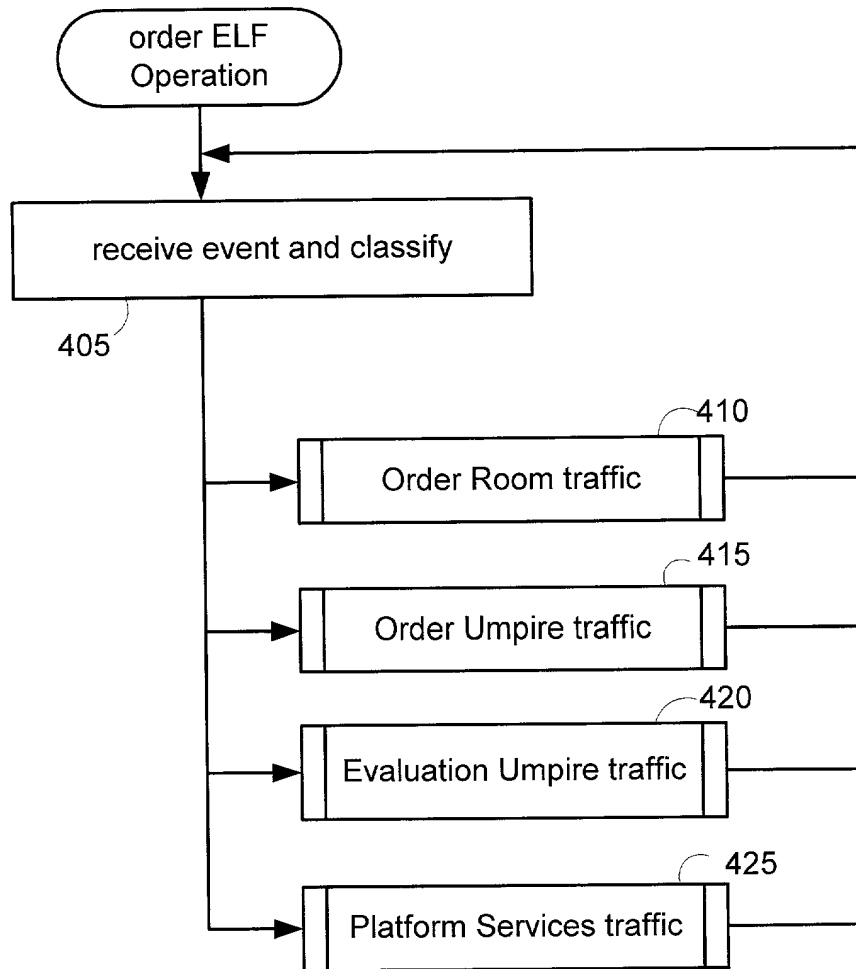 order ELF
Operation
receive event and classify
405
410
Order Room traffic
415
Order Umpire traffic
420
Evaluation Umpire traffic
425
Platform Services traffic